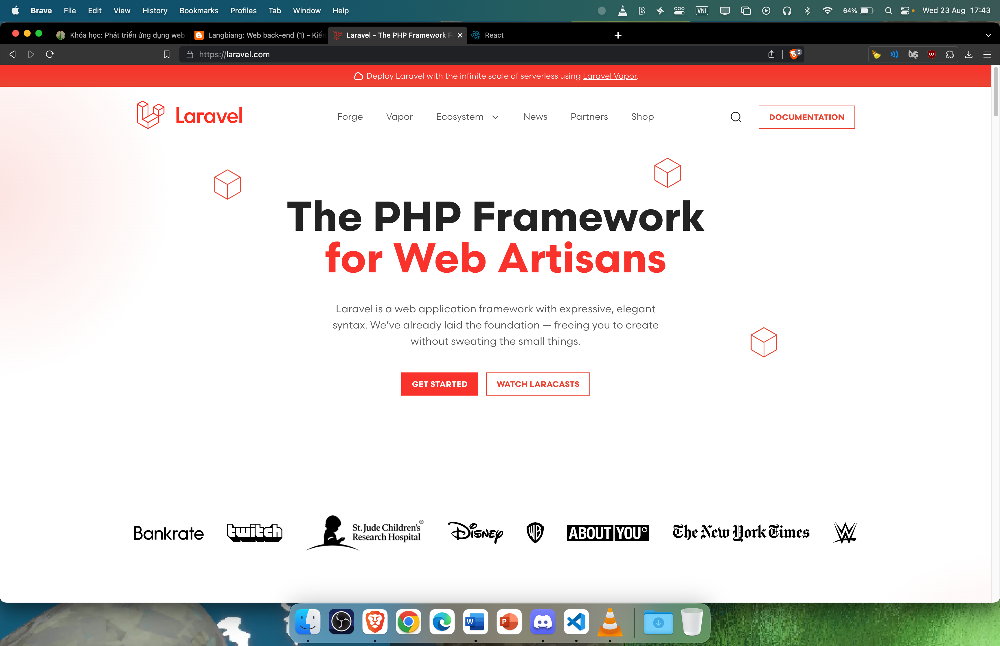 Brave File Edit View History Bookmarks Profiles Tab Window Help VNI 64% Wed 23 Aug 17:43
Khóa học: Phát triển ứng dụng web Langbiang: Web back-end (1) - Kiến Laravel - The PHP Framework F React
https://laravel.com 5
Deploy Laravel with the infinite scale of serverless using Laravel Vapor.
Laravel Forge Vapor Ecosystem News Partners Shop DOCUMENTATION
The PHP Framework
for Web Artisans
Laravel is a web application framework with expressive, elegant
syntax. We’ve already laid the foundation — freeing you to create
without sweating the small things.
GET STARTED WATCH LARACASTS
Bankrate twitch St. Jude Children's® Research Hospital Disney WB ABOUT YOU° The New York Times W
W P